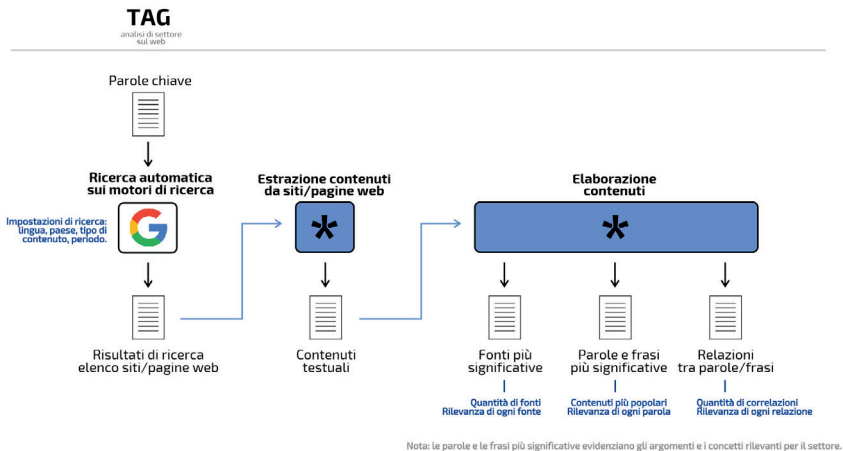 TAG
analisi di settore
sul web
Parole chiave
Ricerca automatica
sui motori di ricerca
Impostazioni di ricerca:
lingua, paese, tipo di
contenuto, periodo.
Risultati di ricerca
elenco siti/pagine web
Estrazione contenuti
da siti/pagine web
Contenuti
testuali
Elaborazione
contenuti
Fonti più
significative
Quantità di fonti
Rilevanza di ogni fonte
Parole e frasi
più significative
Contenuti più popolari
Rilevanza di ogni parola
Relazioni
tra parole/frasi
Quantità di correlazioni
Rilevanza di ogni relazione
Nota: le parole e le frasi più significative evidenziano gli argomenti e i concetti rilevanti per il settore.